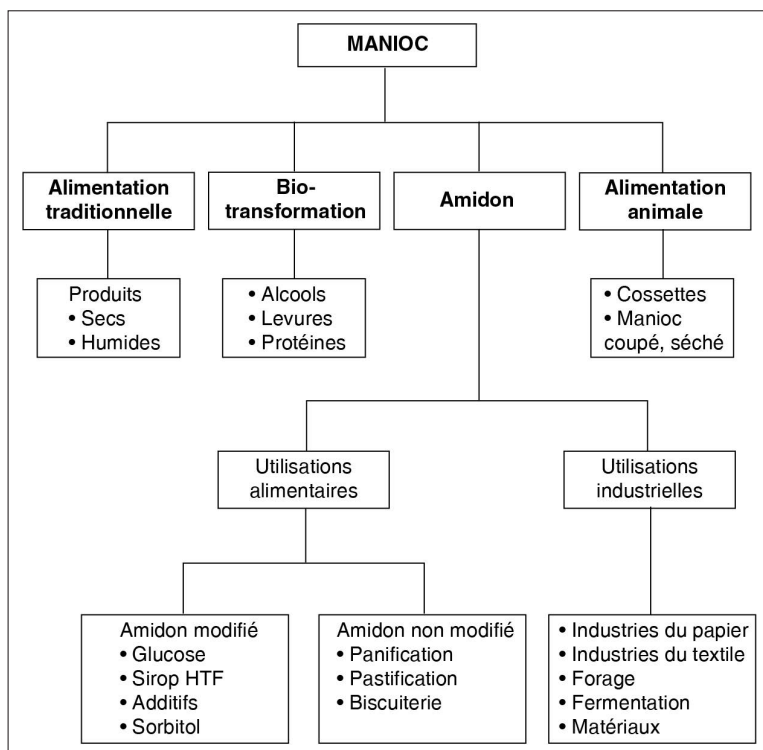 MANIOC
Alimentation
traditionnelle
Bio-
transformation
Amidon
Alimentation
animale
Produits
• Secs
• Humides
• Alcools
• Levures
• Protéines
• Cossettes
• Manioc
coupé, séché
Utilisations
alimentaires
Utilisations
industrielles
Amidon modifié
• Glucose
• Sirop HTF
• Additifs
• Sorbitol
Amidon non modifié
• Panification
• Pastification
• Biscuiterie
• Industries du papier
• Industries du textile
• Forage
• Fermentation
• Matériaux